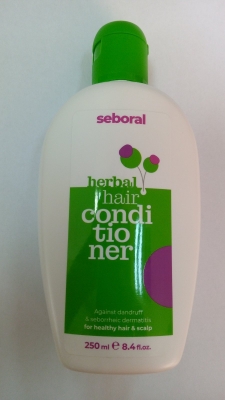 seboral
herbal
hair
condi
tio
ner
Against dandruff
& seborrheic dermatitis
for healthy hair & scalp
250 ml ℮ 8.4 fl.oz.